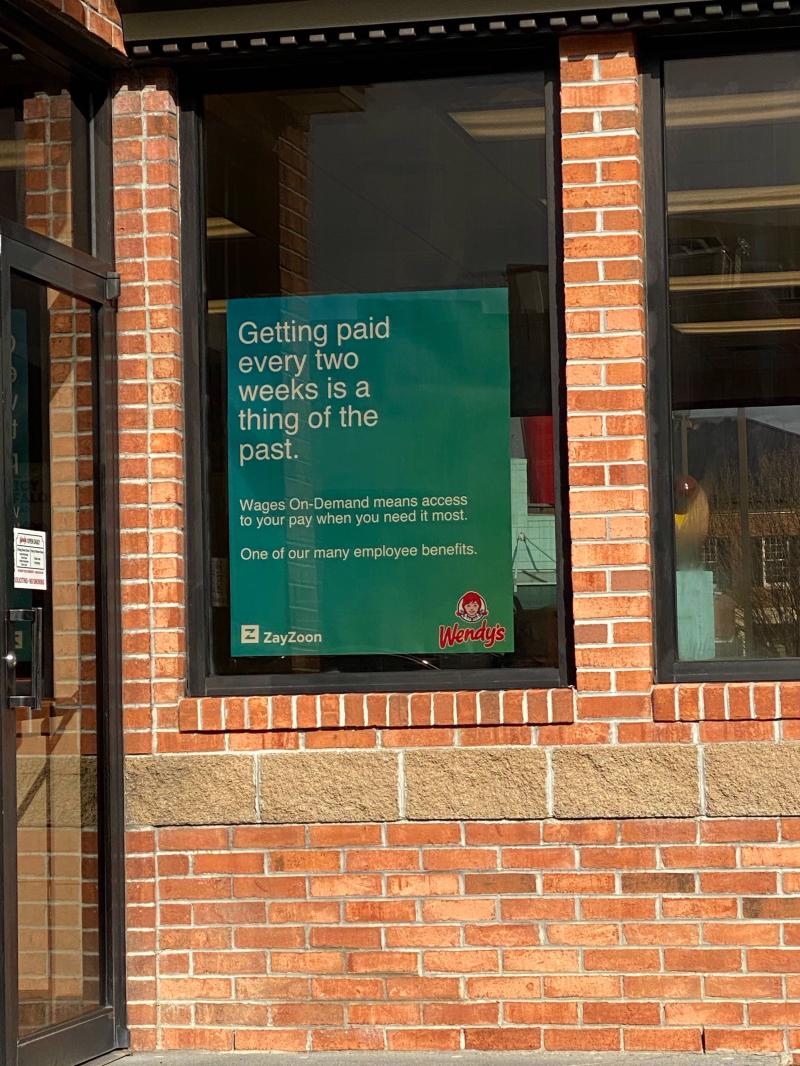 Getting paid
every two
weeks is a
thing of the
past.
Wages On-Demand means access
to your pay when you need it most.
One of our many employee benefits.
ZayZoon
Wendy's